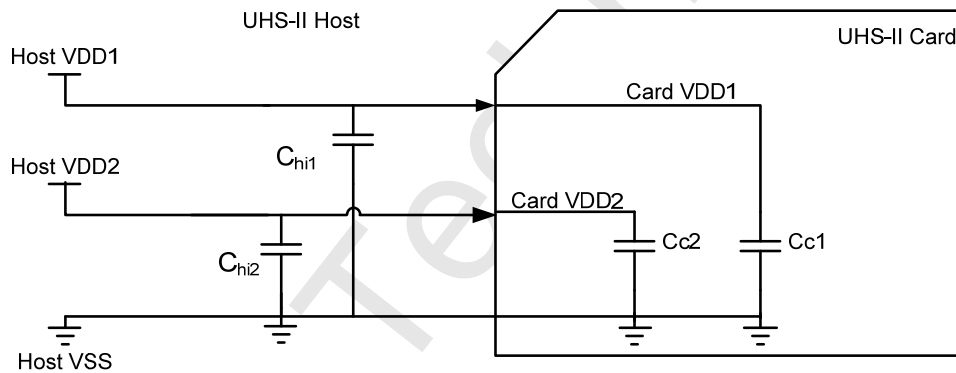 UHS-II Host
UHS-II Card
Host VDD1
Card VDD1
Chi1
Host VDD2
Card VDD2
Chi2
Cc2
Cc1
Host VSS